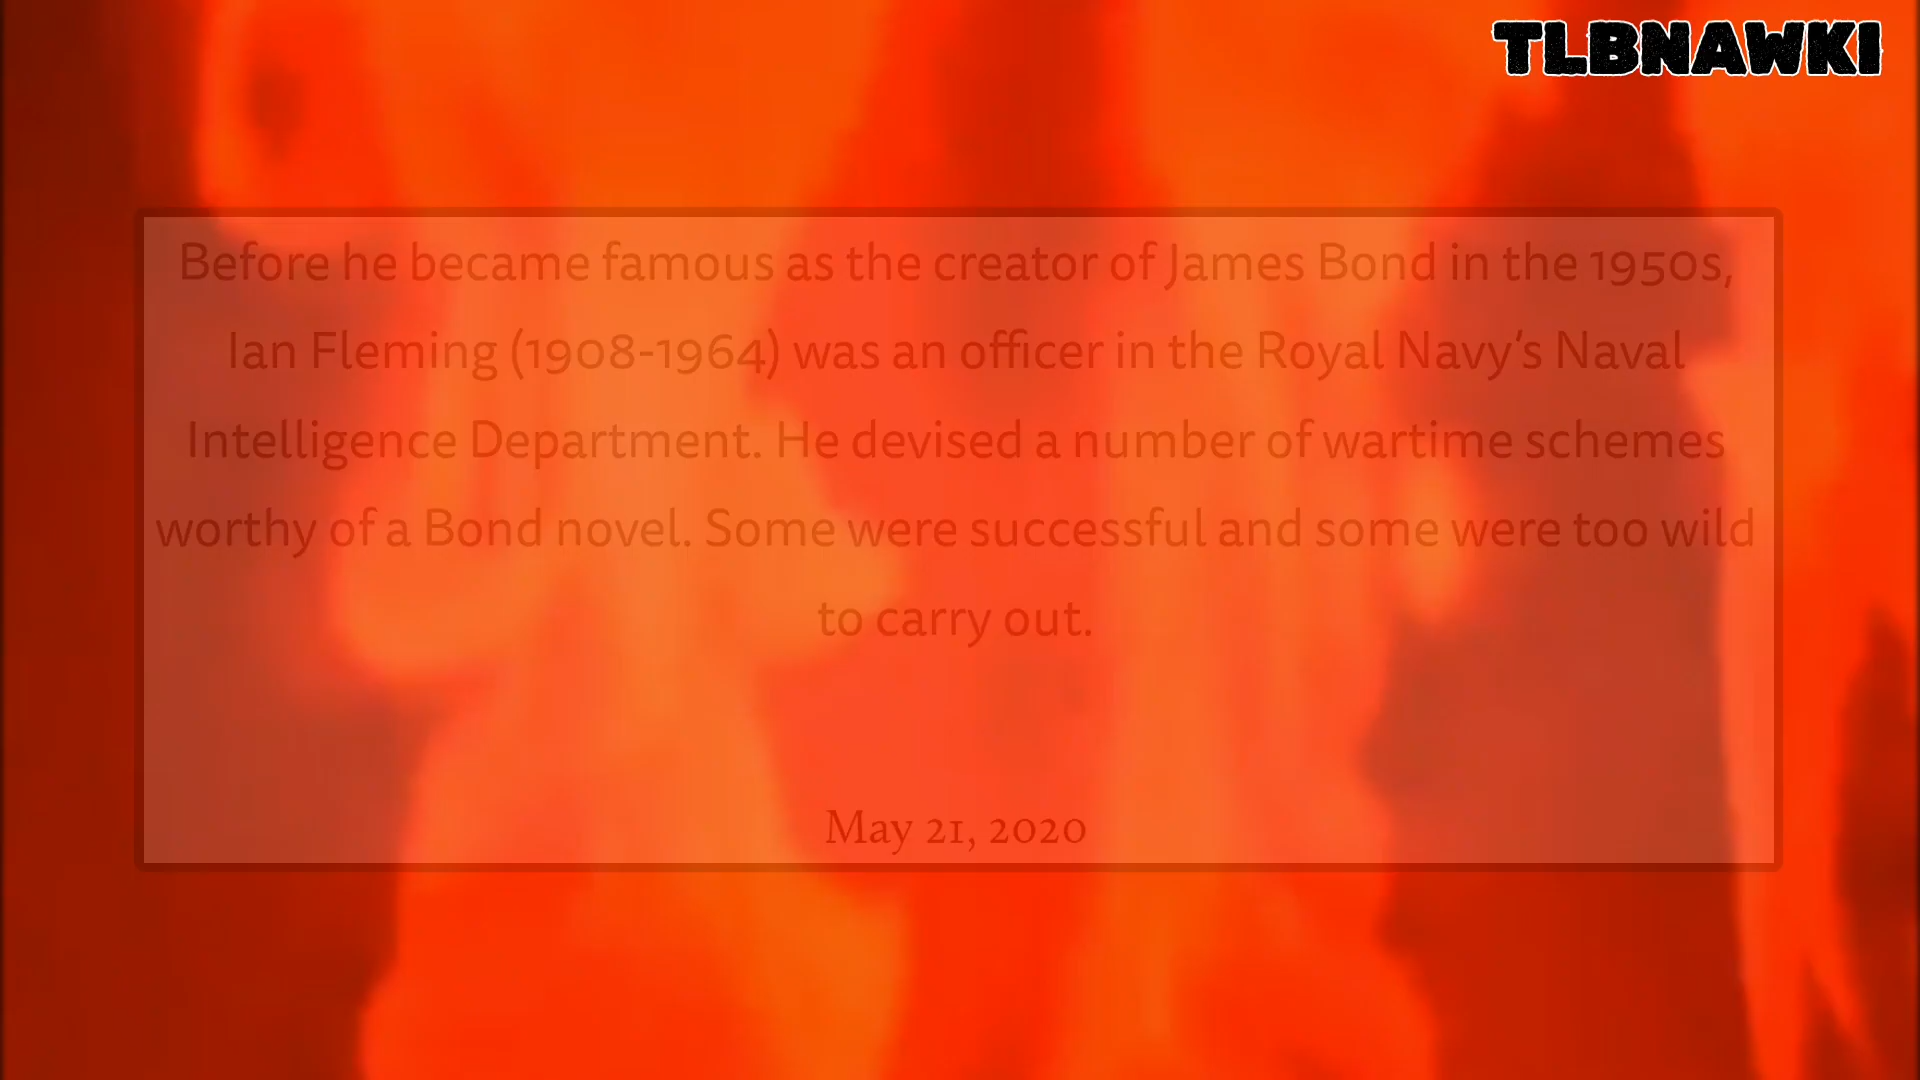 TLBNAWKI
Before he became famous as the creator of James Bond in the 1950s,
Ian Fleming (1908-1964) was an officer in the Royal Navy’s Naval
Intelligence Department. He devised a number of wartime schemes
worthy of a Bond novel. Some were successful and some were too wild
to carry out.
May 21, 2020